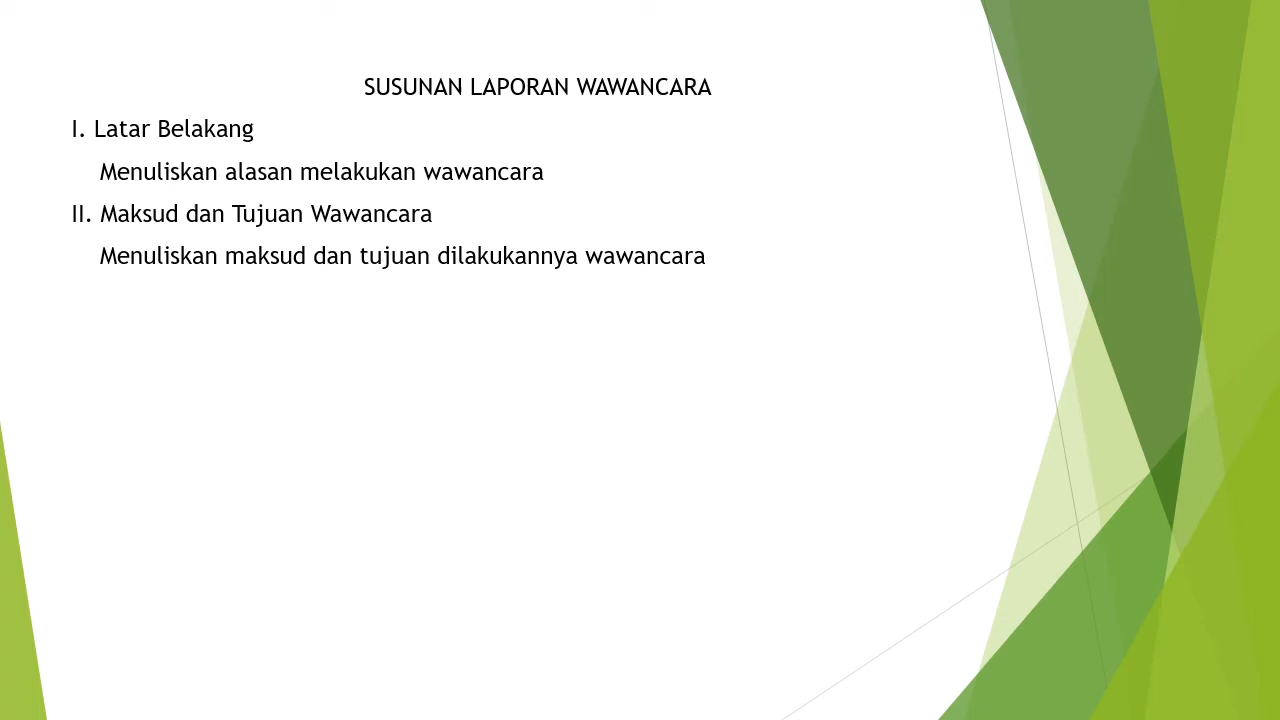 SUSUNAN LAPORAN WAWANCARA
I. Latar Belakang
Menuliskan alasan melakukan wawancara
II. Maksud dan Tujuan Wawancara
Menuliskan maksud dan tujuan dilakukannya wawancara